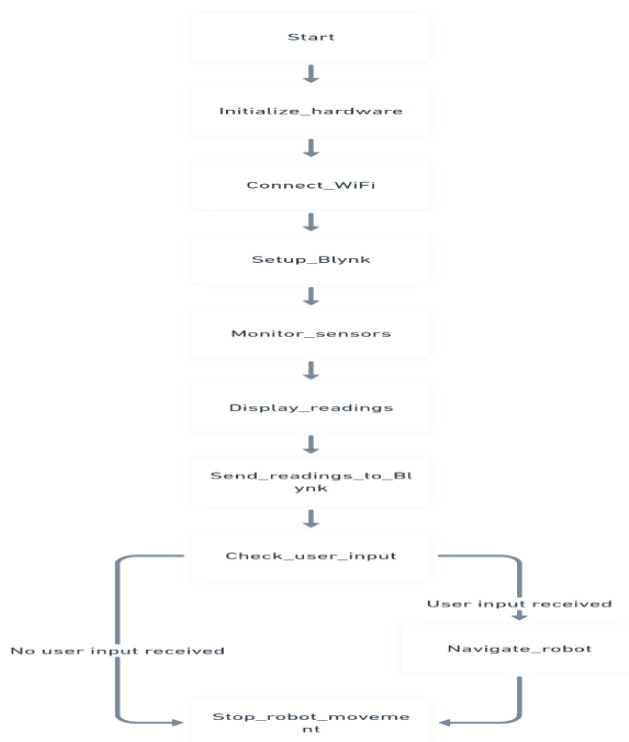 Start
Initialize_hardware
Connect_WiFi
Setup_Blynk
Monitor_sensors
Display_readings
Send_readings_to_Bl
ynk
Check_user_input
User input received
No user input received
Navigate_robot
Stop_robot_moveme
nt